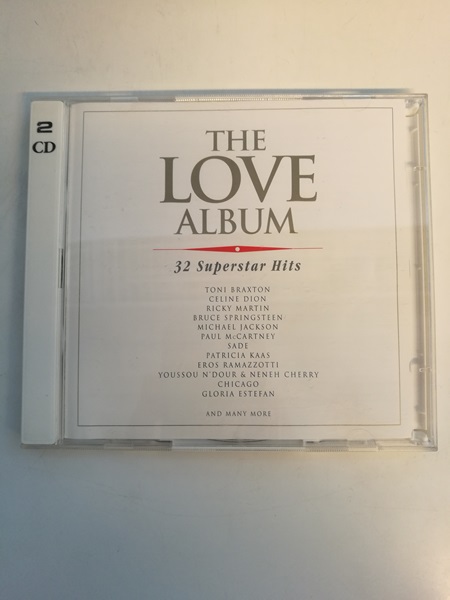 2
CD
THE
LOVE
ALBUM
32 Superstar Hits
TONI BRAXTON
CELINE DION
RICKY MARTIN
BRUCE SPRINGSTEEN
MICHAEL JACKSON
PAUL McCARTNEY
SADE
PATRICIA KAAS
EROS RAMAZZOTTI
YOUSSOU N'DOUR & NENEH CHERRY
CHICAGO
GLORIA ESTEFAN
AND MANY MORE